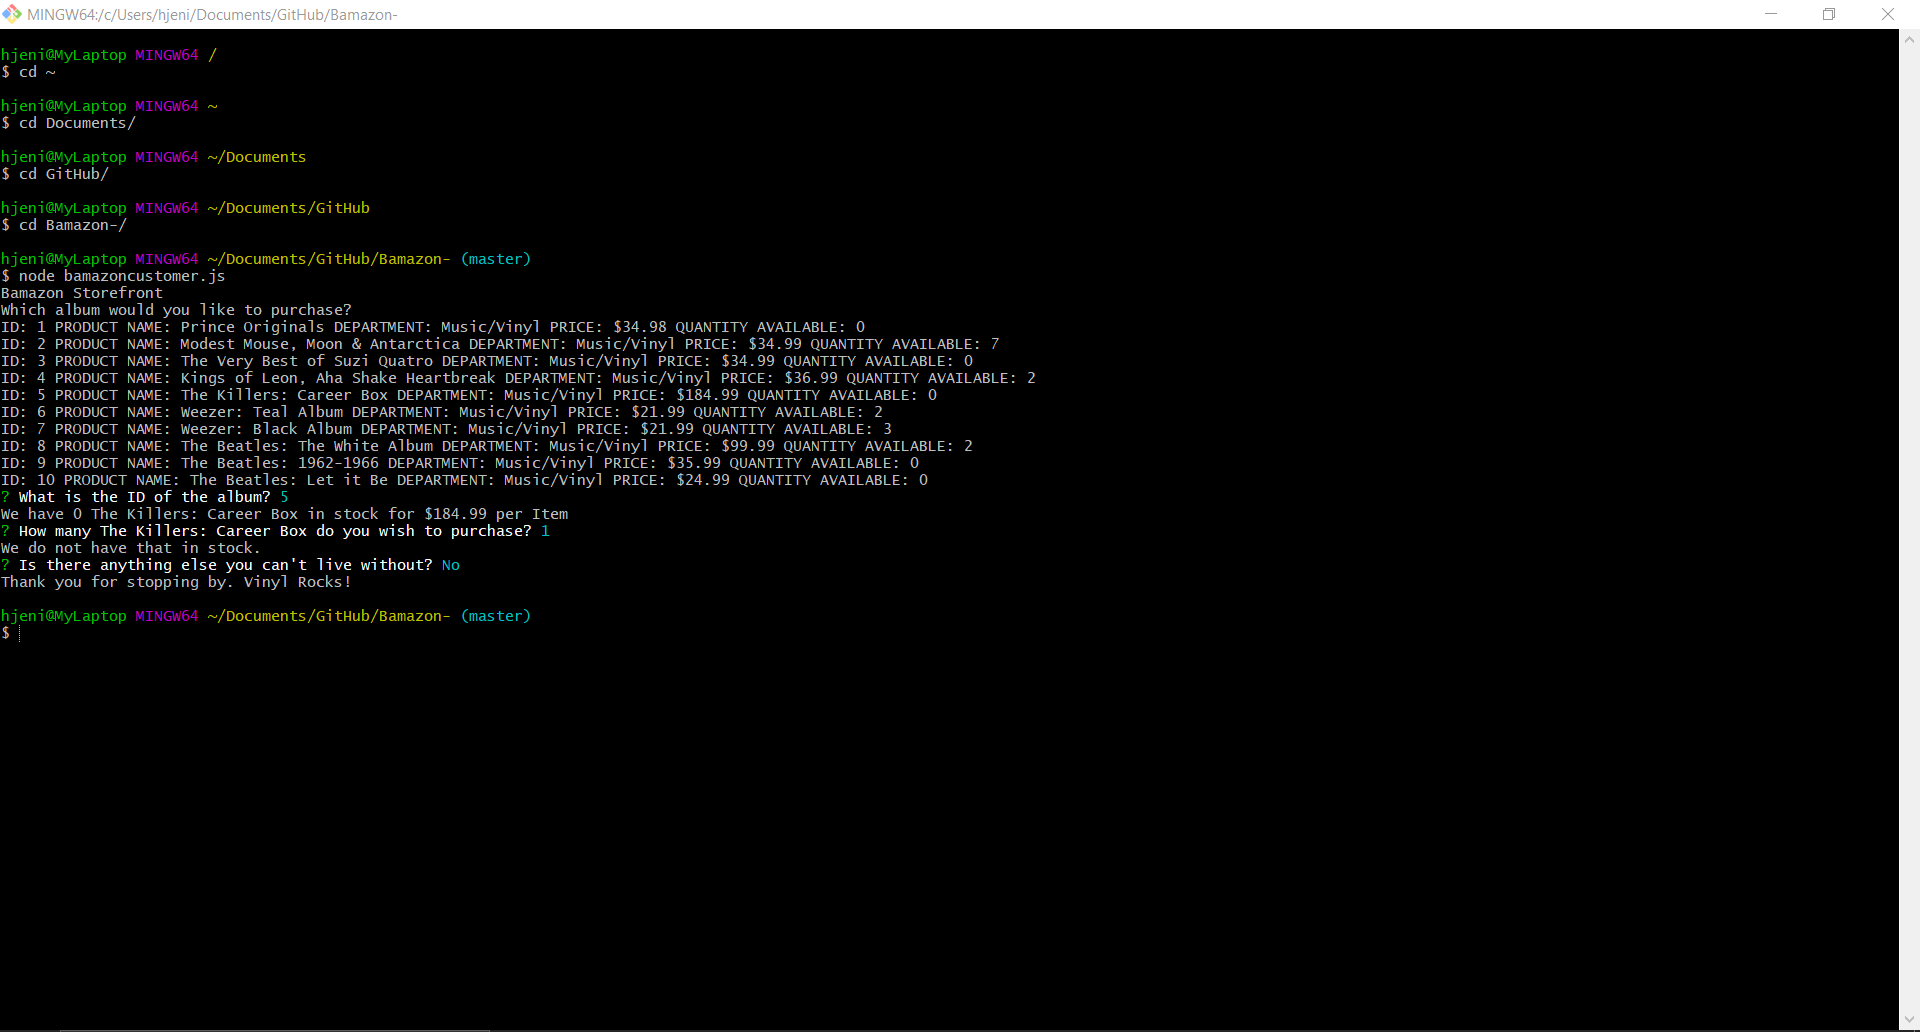 MINGW64:/c/Users/hjeni/Documents/GitHub/Bamazon-
hjeni@MyLaptop MINGW64 /
$ cd ~
hjeni@MyLaptop MINGW64 ~
$ cd Documents/
hjeni@MyLaptop MINGW64 ~/Documents
$ cd GitHub/
hjeni@MyLaptop MINGW64 ~/Documents/GitHub
$ cd Bamazon-/
hjeni@MyLaptop MINGW64 ~/Documents/GitHub/Bamazon- (master)
$ node bamazoncustomer.js
Bamazon Storefront
Which album would you like to purchase?
ID: 1 PRODUCT NAME: Prince Originals DEPARTMENT: Music/Vinyl PRICE: $34.98 QUANTITY AVAILABLE: 0
ID: 2 PRODUCT NAME: Modest Mouse, Moon & Antarctica DEPARTMENT: Music/Vinyl PRICE: $34.99 QUANTITY AVAILABLE: 7
ID: 3 PRODUCT NAME: The Very Best of Suzi Quatro DEPARTMENT: Music/Vinyl PRICE: $34.99 QUANTITY AVAILABLE: 0
ID: 4 PRODUCT NAME: Kings of Leon, Aha Shake Heartbreak DEPARTMENT: Music/Vinyl PRICE: $36.99 QUANTITY AVAILABLE: 2
ID: 5 PRODUCT NAME: The Killers: Career Box DEPARTMENT: Music/Vinyl PRICE: $184.99 QUANTITY AVAILABLE: 0
ID: 6 PRODUCT NAME: Weezer: Teal Album DEPARTMENT: Music/Vinyl PRICE: $21.99 QUANTITY AVAILABLE: 2
ID: 7 PRODUCT NAME: Weezer: Black Album DEPARTMENT: Music/Vinyl PRICE: $21.99 QUANTITY AVAILABLE: 3
ID: 8 PRODUCT NAME: The Beatles: The White Album DEPARTMENT: Music/Vinyl PRICE: $99.99 QUANTITY AVAILABLE: 2
ID: 9 PRODUCT NAME: The Beatles: 1962-1966 DEPARTMENT: Music/Vinyl PRICE: $35.99 QUANTITY AVAILABLE: 0
ID: 10 PRODUCT NAME: The Beatles: Let it Be DEPARTMENT: Music/Vinyl PRICE: $24.99 QUANTITY AVAILABLE: 0
? What is the ID of the album? 5
We have 0 The Killers: Career Box in stock for $184.99 per Item
? How many The Killers: Career Box do you wish to purchase? 1
We do not have that in stock.
? Is there anything else you can't live without? No
Thank you for stopping by. Vinyl Rocks!
hjeni@MyLaptop MINGW64 ~/Documents/GitHub/Bamazon- (master)
$